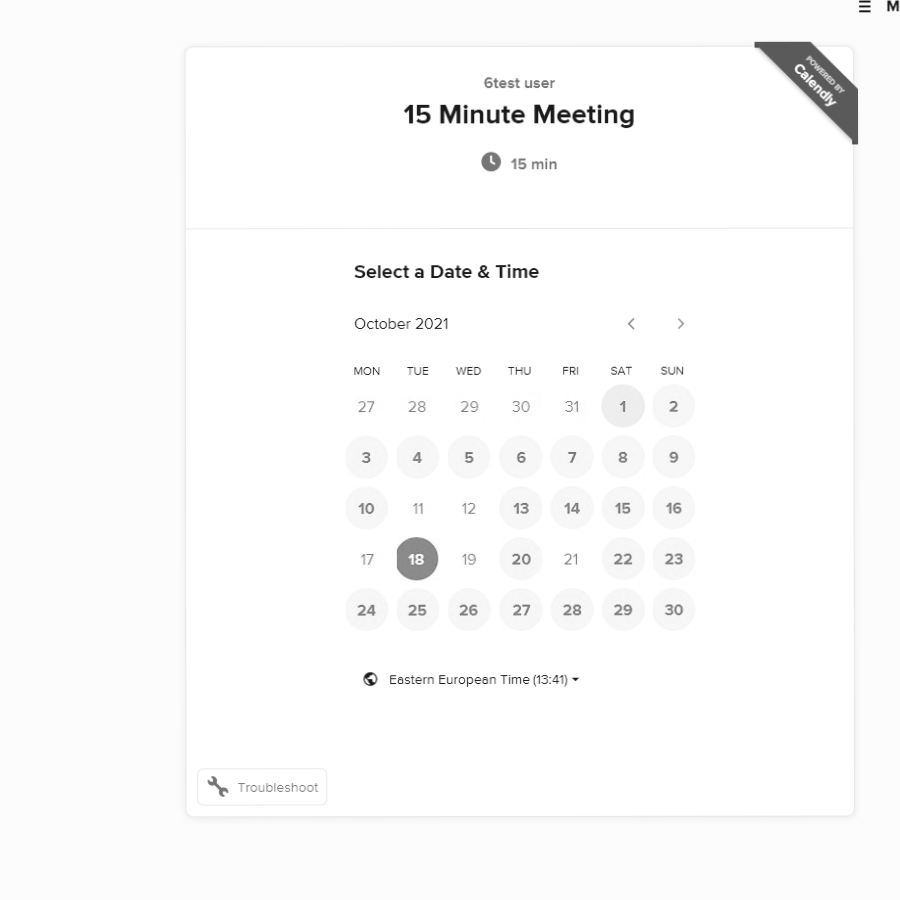 M
6test user
15 Minute Meeting
15 min
POWERED BY
Calendly
Select a Date & Time
October 2021
MON TUE WED THU FRI SAT SUN
27 28 29 30 31 1 2
3 4 5 6 7 8 9
10 11 12 13 14 15 16
17 18 19 20 21 22 23
24 25 26 27 28 29 30
Eastern European Time (13:41)
Troubleshoot